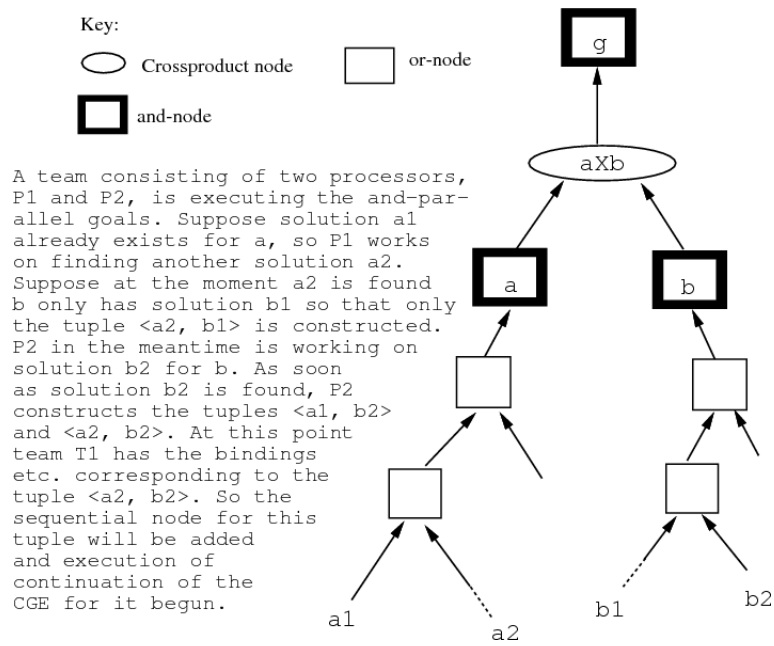 Key:
Crossproduct node
or-node
and-node
g
aXb
A team consisting of two processors,
P1 and P2, is executing the and-par-
allel goals. Suppose solution a1
already exists for a, so P1 works
on finding another solution a2.
Suppose at the moment a2 is found
b only has solution b1 so that only
the tuple <a2, b1> is constructed.
P2 in the meantime is working on
solution b2 for b. As soon
as solution b2 is found, P2
constructs the tuples <a1, b2>
and <a2, b2>. At this point
team T1 has the bindings
etc. corresponding to the
tuple <a2, b2>. So the
sequential node for this
tuple will be added
and execution of
continuation of the
CGE for it begun.
a
b
a1
a2
b1
b2